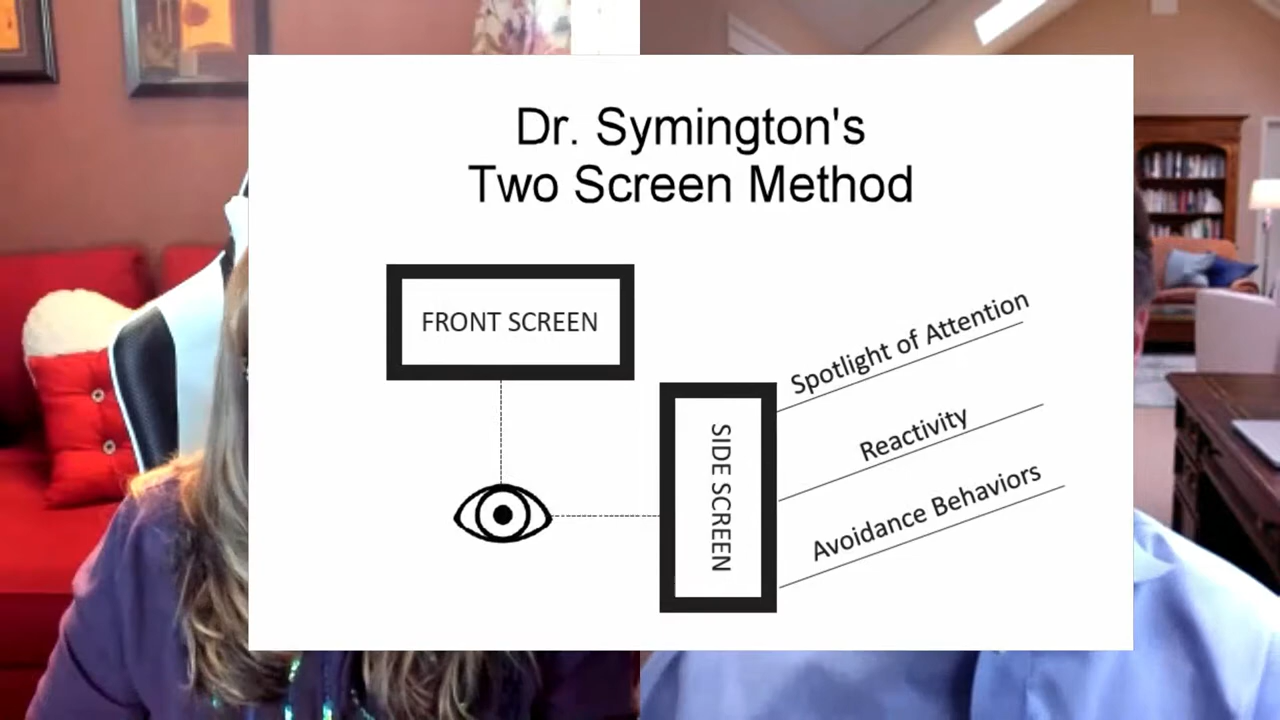 Dr. Symington's
Two Screen Method
FRONT SCREEN
SIDE SCREEN
Spotlight of Attention
Reactivity
Avoidance Behaviors